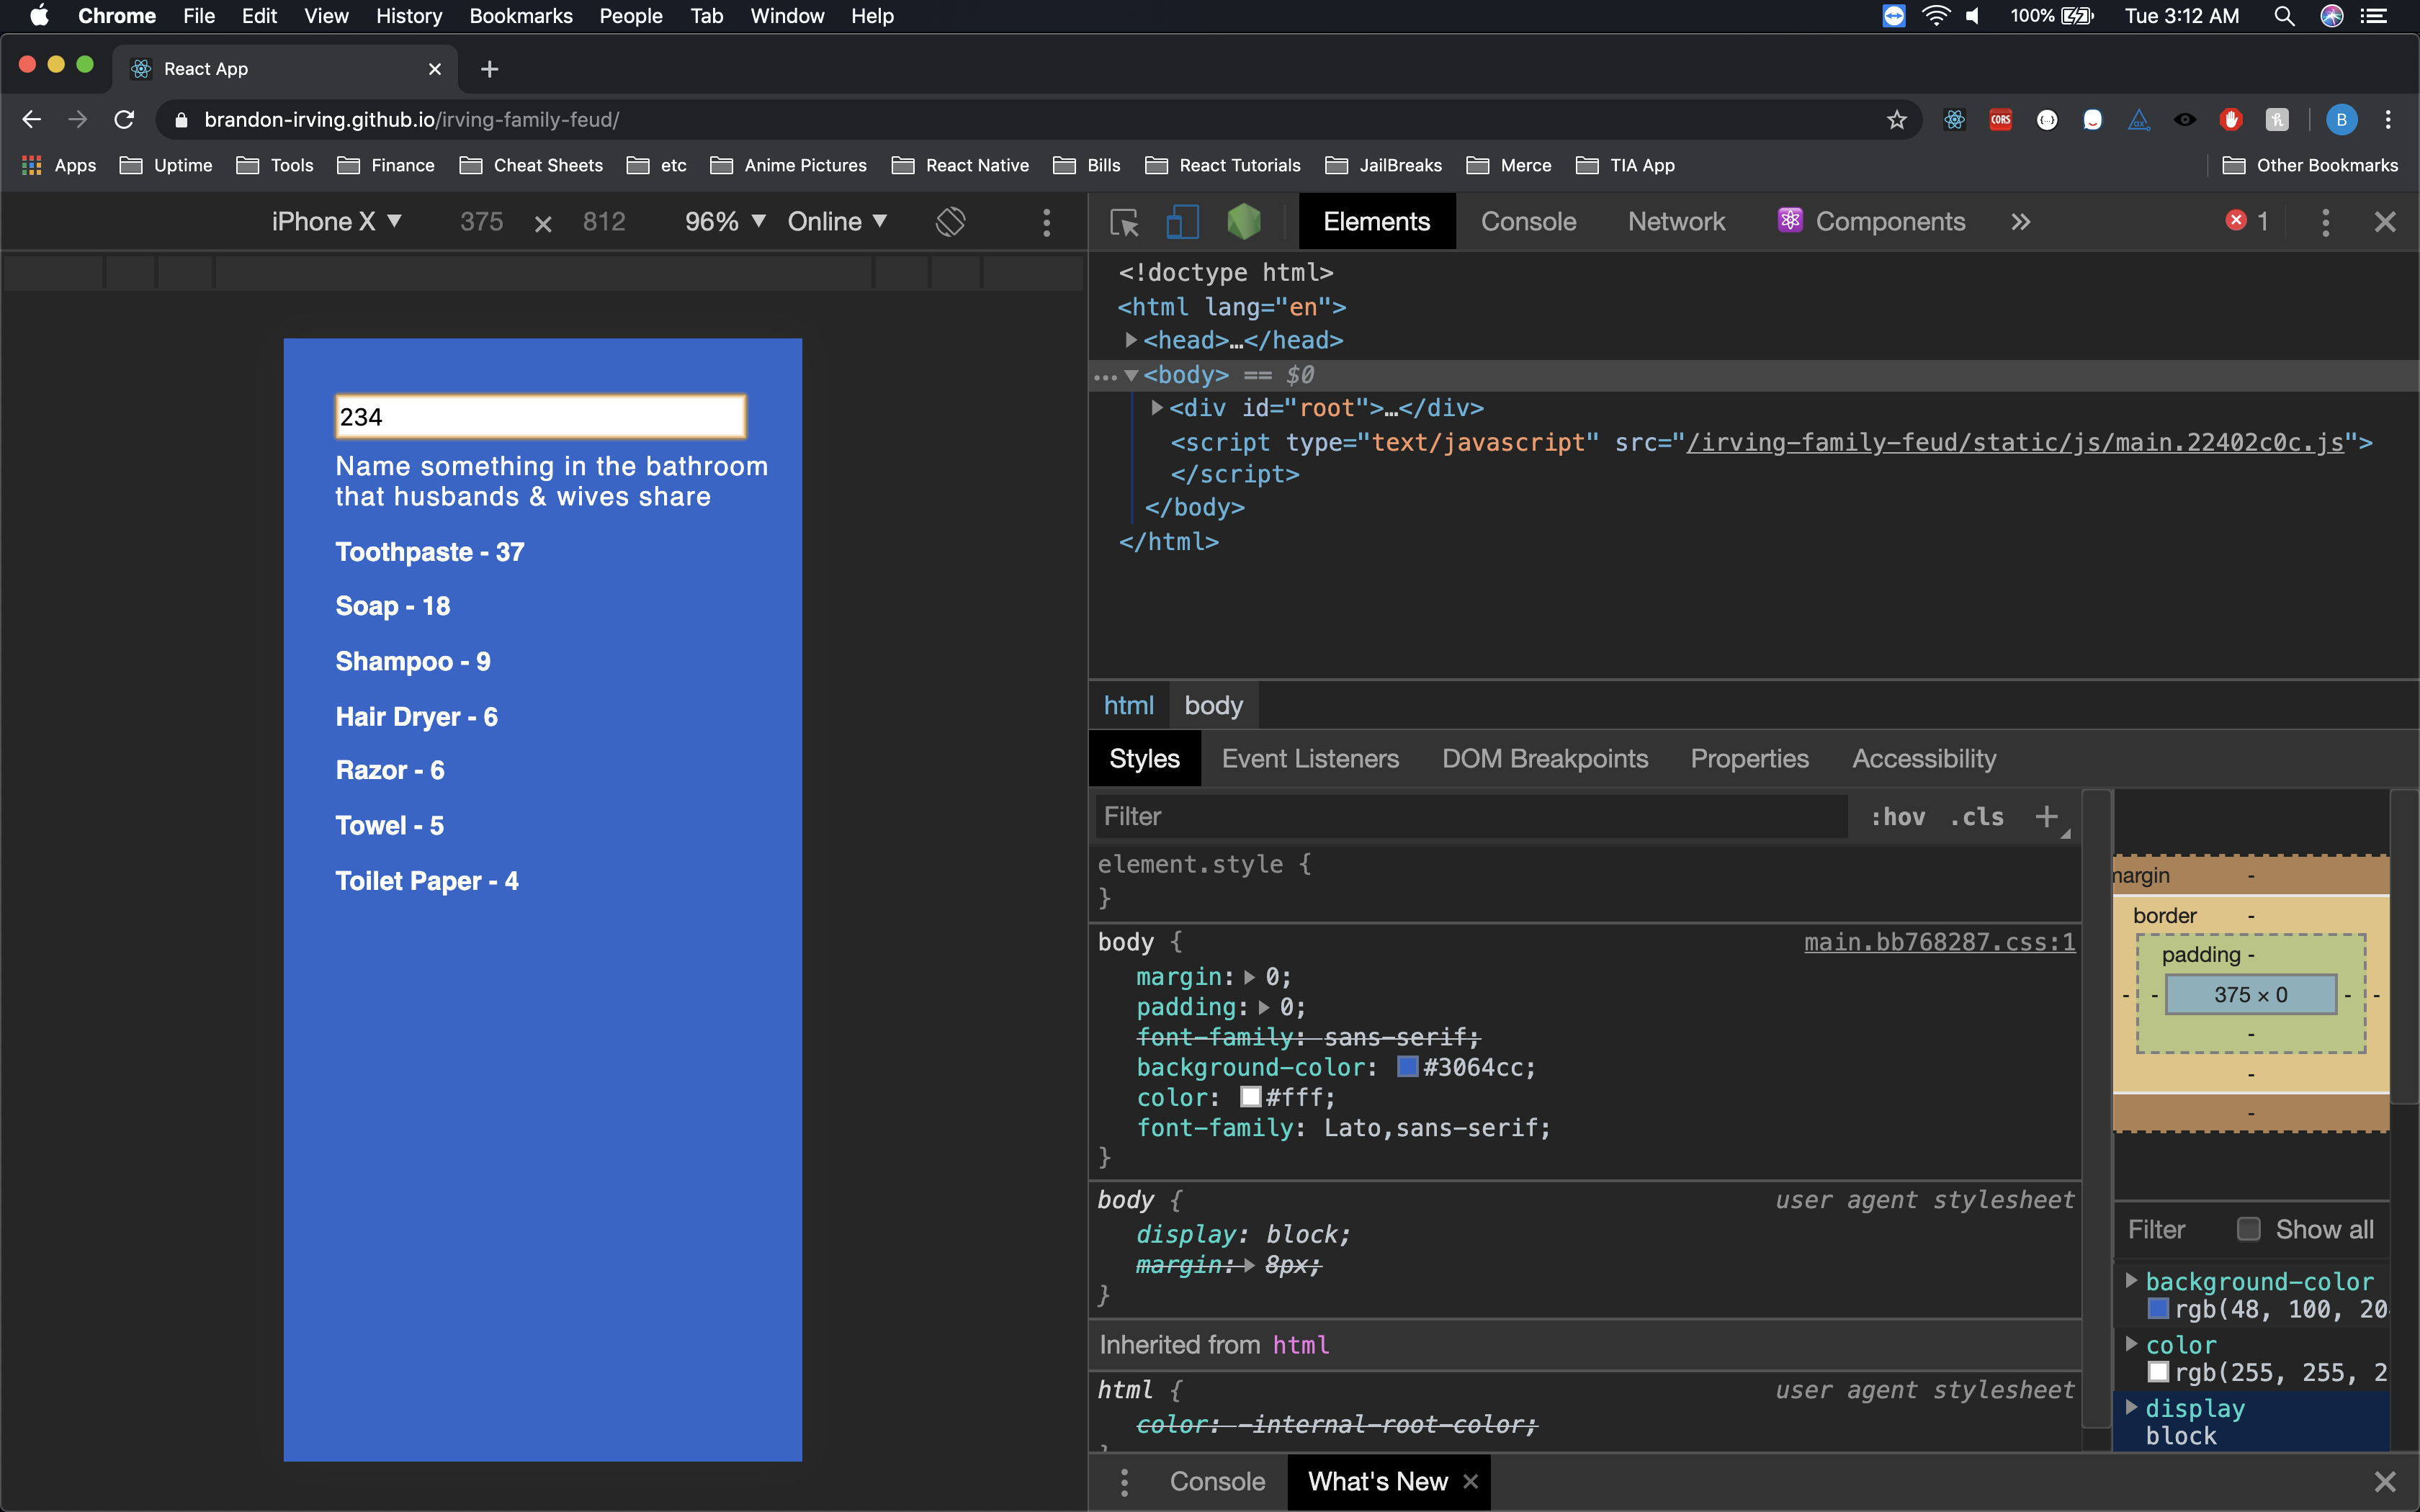 Chrome File Edit View History Bookmarks People Tab Window Help 100% Tue 3:12 AM
React App
brandon-irving.github.io/irving-family-feud/ CORS B
Apps Uptime Tools Finance Cheat Sheets etc Anime Pictures React Native Bills React Tutorials JailBreaks Merce TIA App Other Bookmarks
iPhone X ▼ 375 × 812 96% ▼ Online ▼
Elements Console Network Components » 1
234
Name something in the bathroom
that husbands & wives share
Toothpaste - 37
Soap - 18
Shampoo - 9
Hair Dryer - 6
Razor - 6
Towel - 5
Toilet Paper - 4
<!doctype html>
<html lang="en">
<head>…</head>
<body> == $0
<div id="root">…</div>
<script type="text/javascript" src="/irving-family-feud/static/js/main.22402c0c.js">
</script>
</body>
</html>
html body
Styles Event Listeners DOM Breakpoints Properties Accessibility
Filter :hov .cls +
element.style {
}
body { main.bb768287.css:1
margin: 0;
padding: 0;
font-family: sans-serif;
background-color: #3064cc;
color: #fff;
font-family: Lato,sans-serif;
}
body { user agent stylesheet
display: block;
margin: 8px;
}
Inherited from html
html { user agent stylesheet
color: -internal-root-color;
margin -
border -
padding -
- - 375 × 0 - -
-
-
-
Filter Show all
background-color
rgb(48, 100, 20
color
rgb(255, 255, 2
display
block
Console What's New